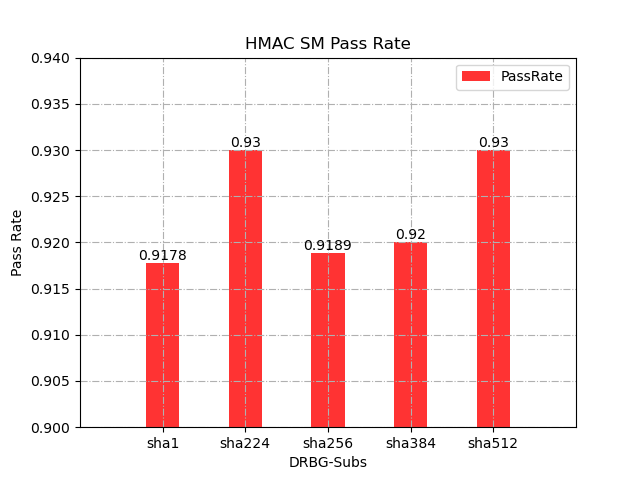 HMAC SM Pass Rate
PassRate
Pass Rate
0.940
0.935
0.930
0.925
0.920
0.915
0.910
0.905
0.900
0.9178
0.93
0.9189
0.92
0.93
sha1
sha224
sha256
sha384
sha512
DRBG-Subs